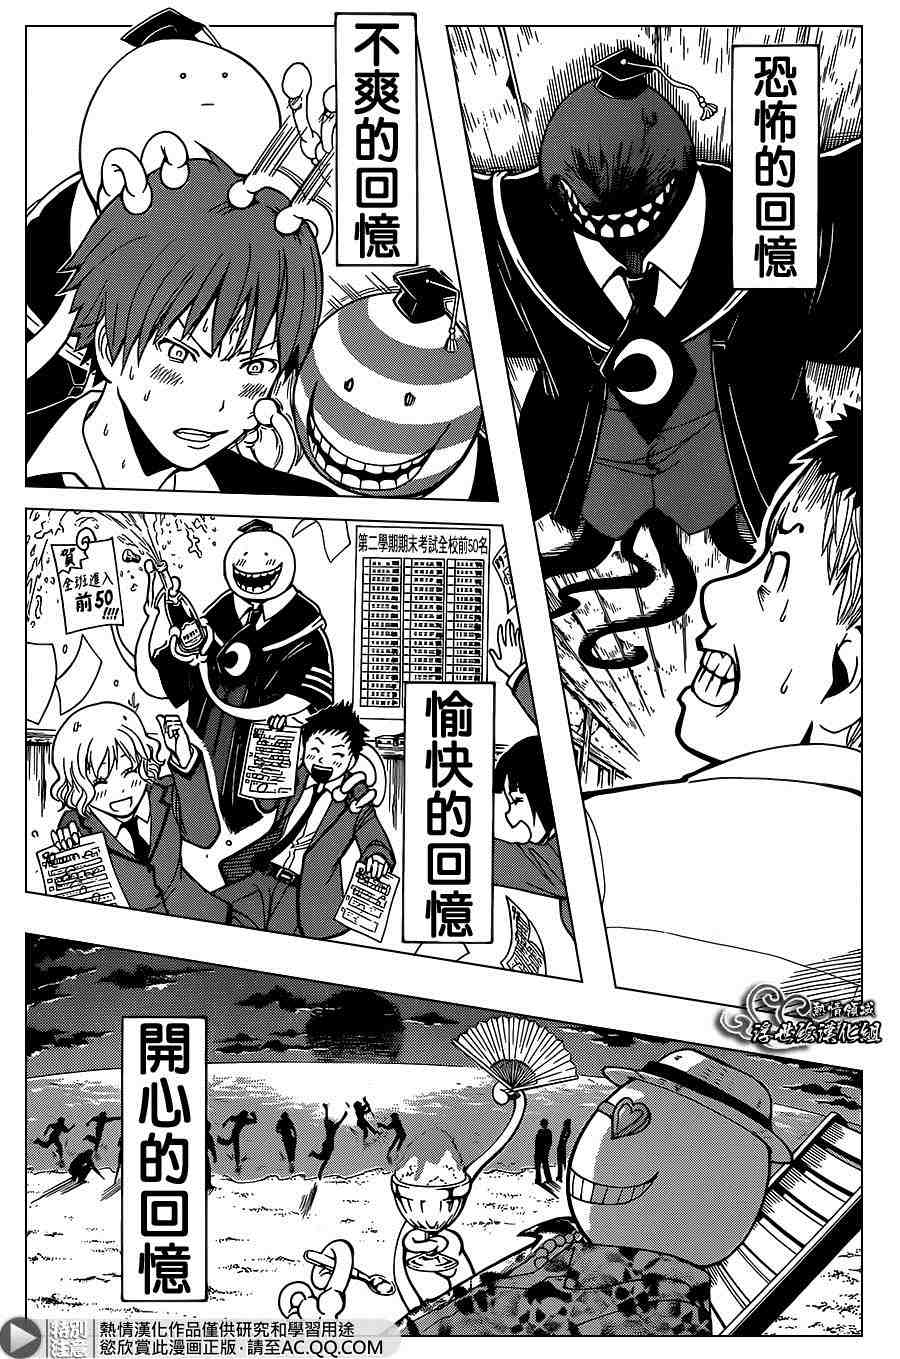 恐怖的回憶
不爽的回憶
賀
全班進入
前50
!!!!
第二學期期末考試全校前50名
愉快的回憶
開心的回憶
熱情傾城
浮世繪漢化組
特別
注意
熱情漢化作品僅供研究和學習用途
慾欣賞此漫画正版,請至AC.QQ.COM